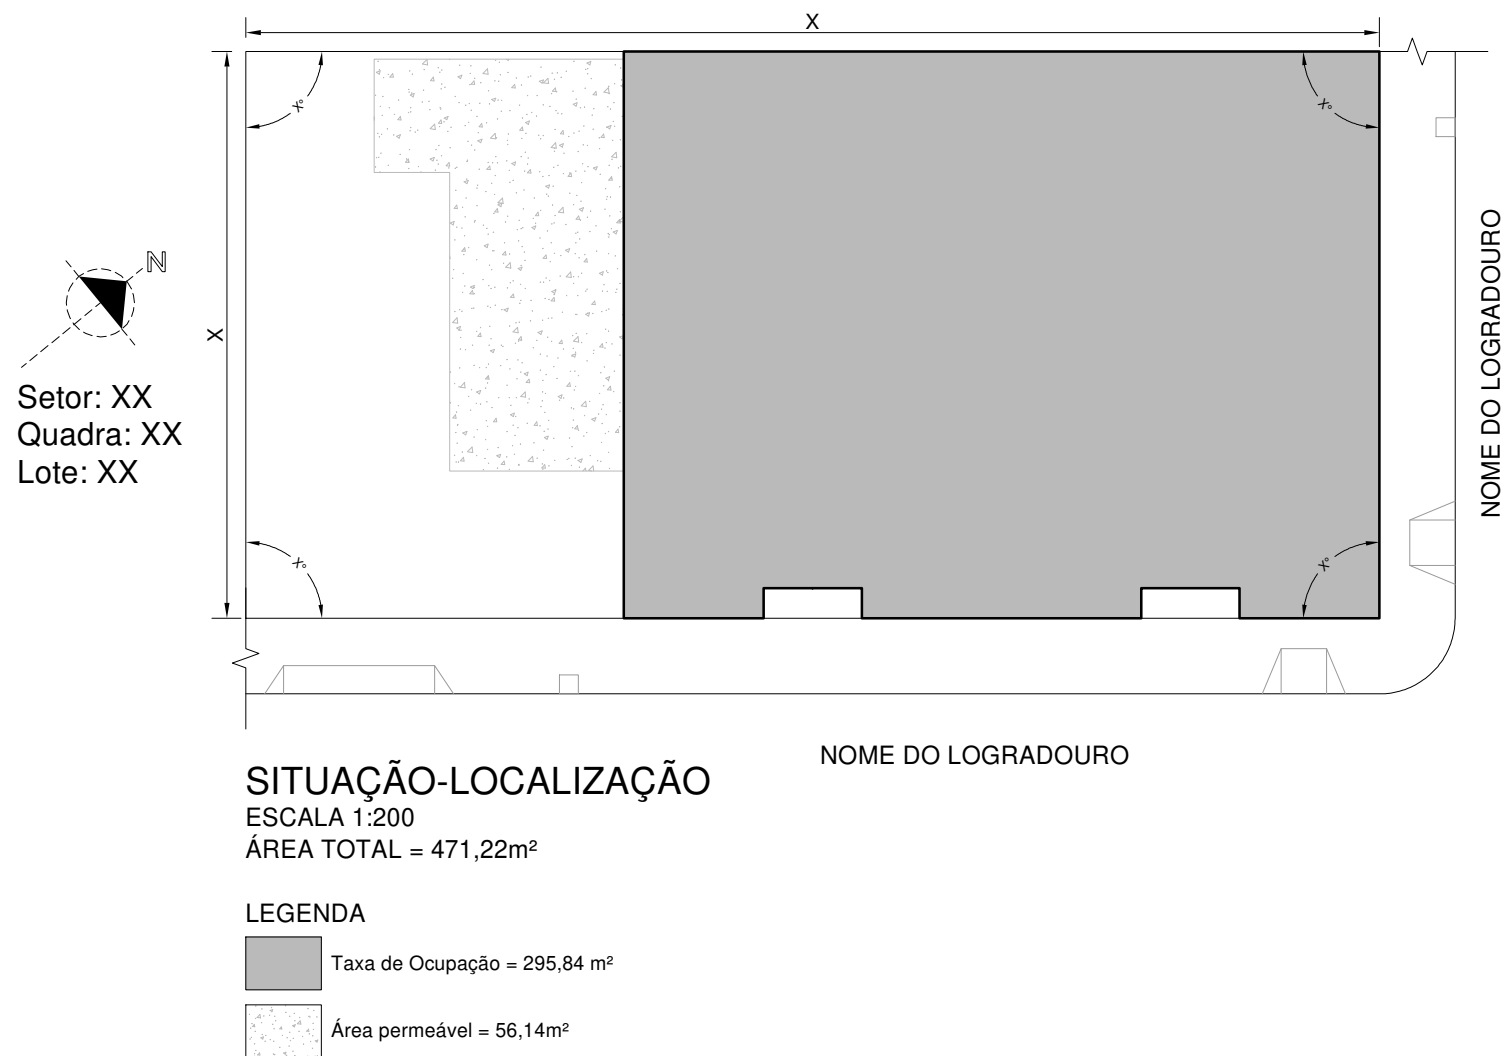 X
X°
X°
N
X
Setor: XX
Quadra: XX
Lote: XX
NOME DO LOGRADOURO
X°
X°
NOME DO LOGRADOURO
SITUAÇÃO-LOCALIZAÇÃO
ESCALA 1:200
ÁREA TOTAL = 471,22m²
LEGENDA
Taxa de Ocupação = 295,84 m²
Área permeável = 56,14m²